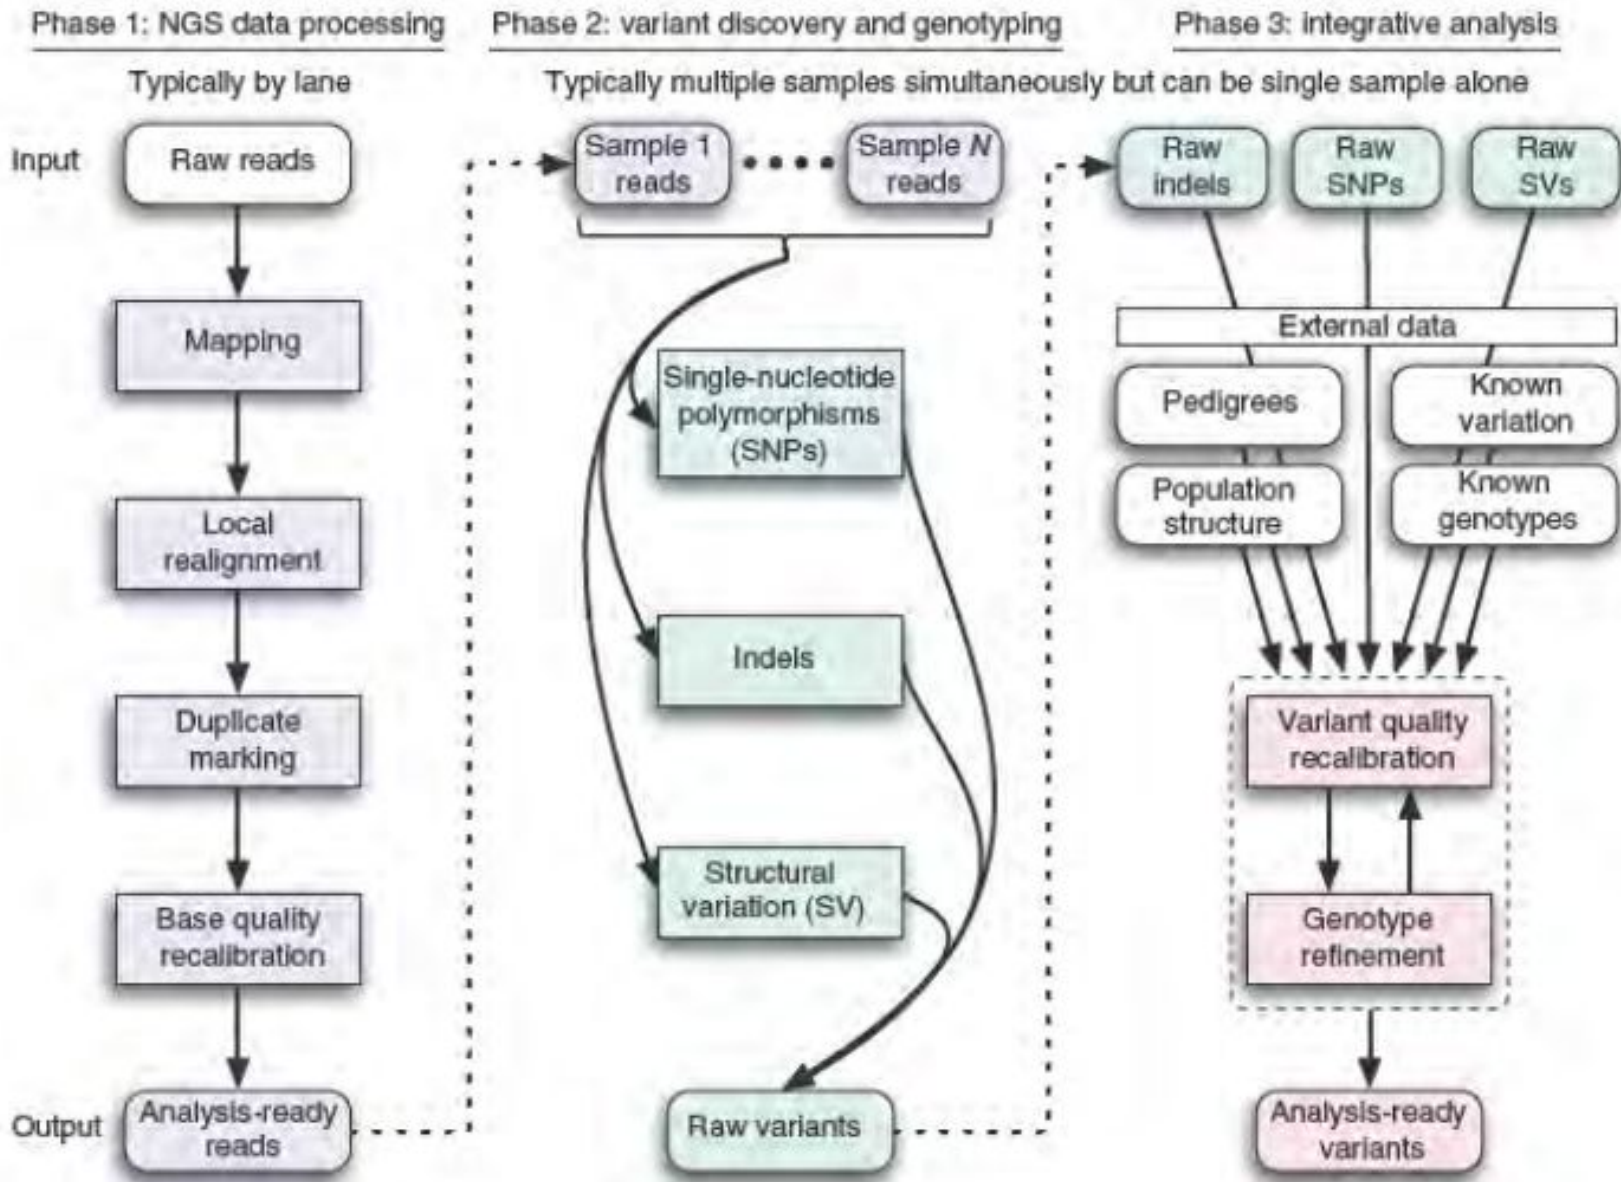 Phase 1: NGS data processing
Typically by lane
Input
Raw reads
Mapping
Local
realignment
Duplicate
marking
Base quality
recalibration
Output
Analysis-ready
reads
Phase 2: variant discovery and genotyping
Typically multiple samples simultaneously but can be single sample alone
Sample 1
reads
Sample N
reads
Single-nucleotide
polymorphisms
(SNPs)
Indels
Structural
variation (SV)
Raw variants
Phase 3: integrative analysis
Raw
indels
Raw
SNPs
Raw
SVs
External data
Pedigrees
Known
variation
Population
structure
Known
genotypes
Variant quality
recalibration
Genotype
refinement
Analysis-ready
variants